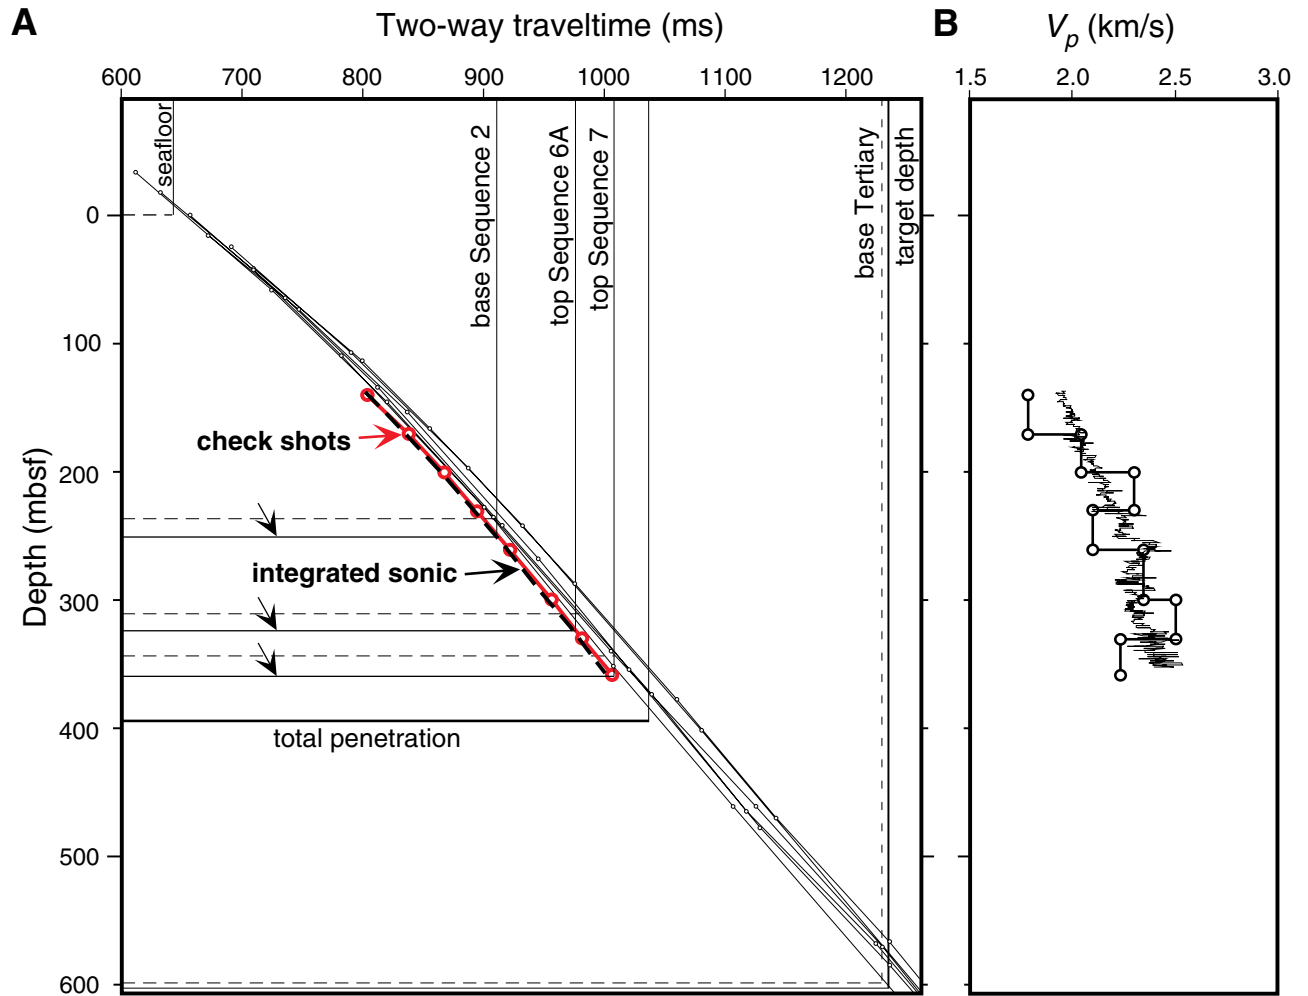 A
Two-way traveltime (ms)
B
Vp (km/s)
600 700 800 900 1000 1100 1200
1.5 2.0 2.5 3.0
seafloor
base Sequence 2
top Sequence 6A
top Sequence 7
base Tertiary
target depth
Depth (mbsf)
0
100
200
300
400
500
600
check shots
integrated sonic
total penetration